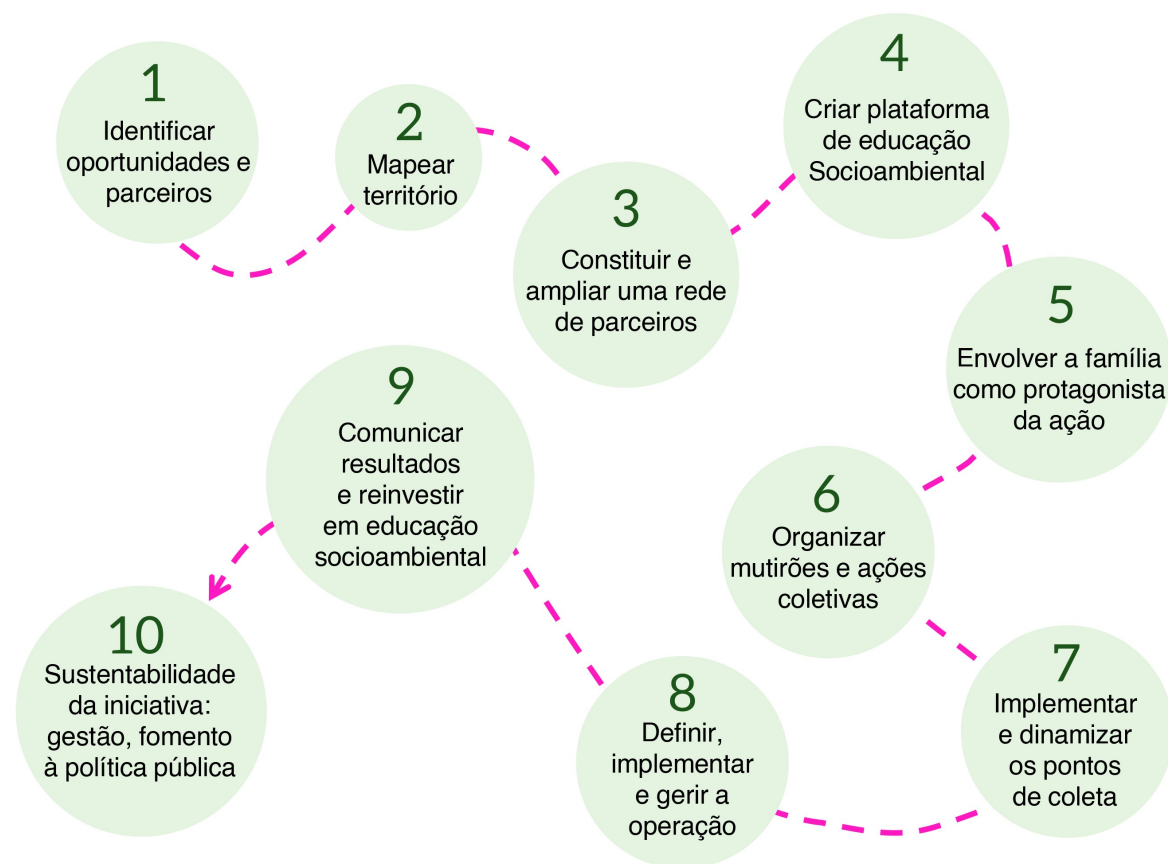 1
Identificar
oportunidades e
parceiros
2
Mapear
território
3
Constituir e
ampliar uma rede
de parceiros
4
Criar plataforma
de educação
Socioambiental
5
Envolver a família
como protagonista
da ação
6
Organizar
mutirões e ações
coletivas
7
Implementar
e dinamizar
os pontos
de coleta
8
Definir,
implementar
e gerir a
operação
9
Comunicar
resultados
e reinvestir
em educação
socioambiental
10
Sustentabilidade
da iniciativa:
gestão, fomento
à política pública